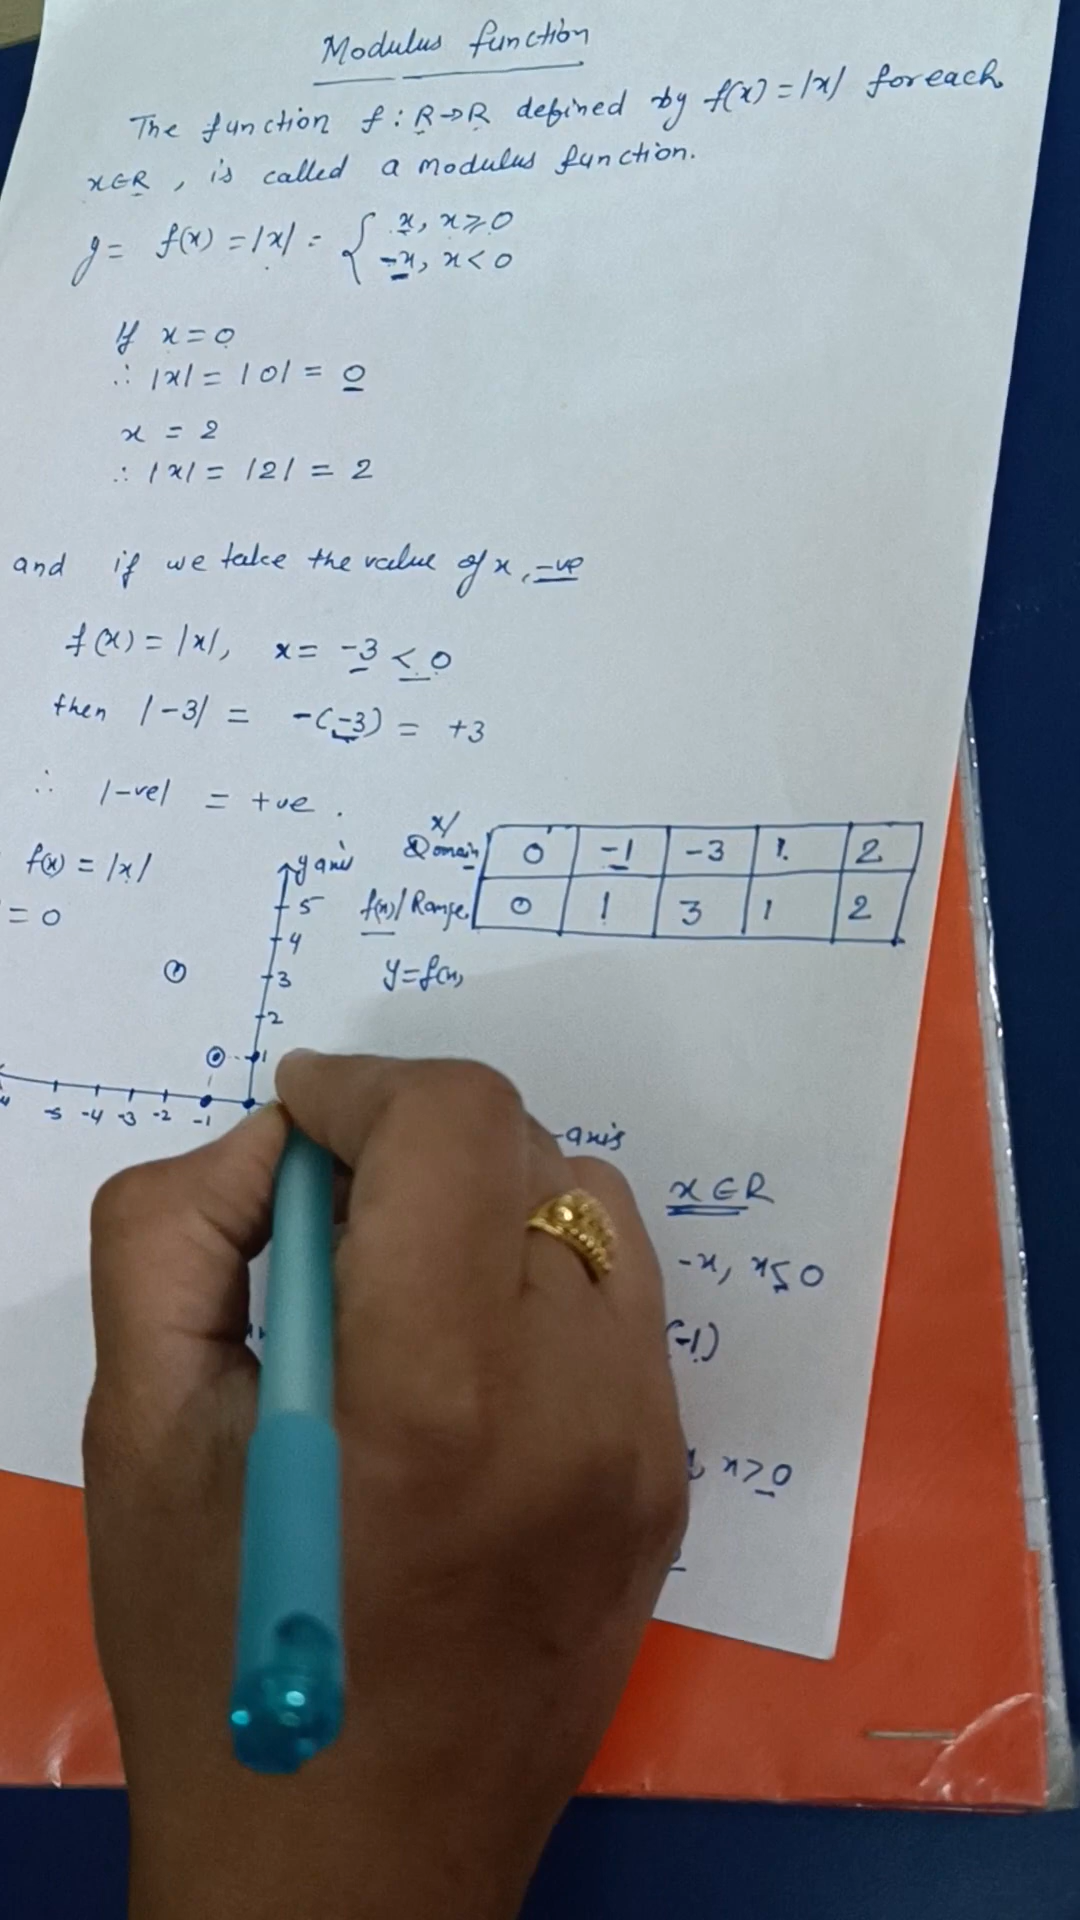 Modulus function
The function f : R→R defined by f(x) = |x| for each
x∈R , is called a modulus function.
y = f(x) = |x| = { x, x ≥ 0
-x, x < 0
If x = 0
∴ |x| = |0| = 0
x = 2
∴ |x| = |2| = 2
and if we take the value of x, -ve
f(x) = |x|, x = -3 < 0
then |-3| = -(-3) = +3
∴ |-ve| = +ve.
x/
Domain 0 -1 -3 1 2
f(x)/Range 0 1 3 1 2
f(x) = |x|
= 0
y axis
5
4
3
2
1
y = f(x)
-5 -4 -3 -2 -1
-axis
x∈R
-x, x ≤ 0
(-1)
x > 0